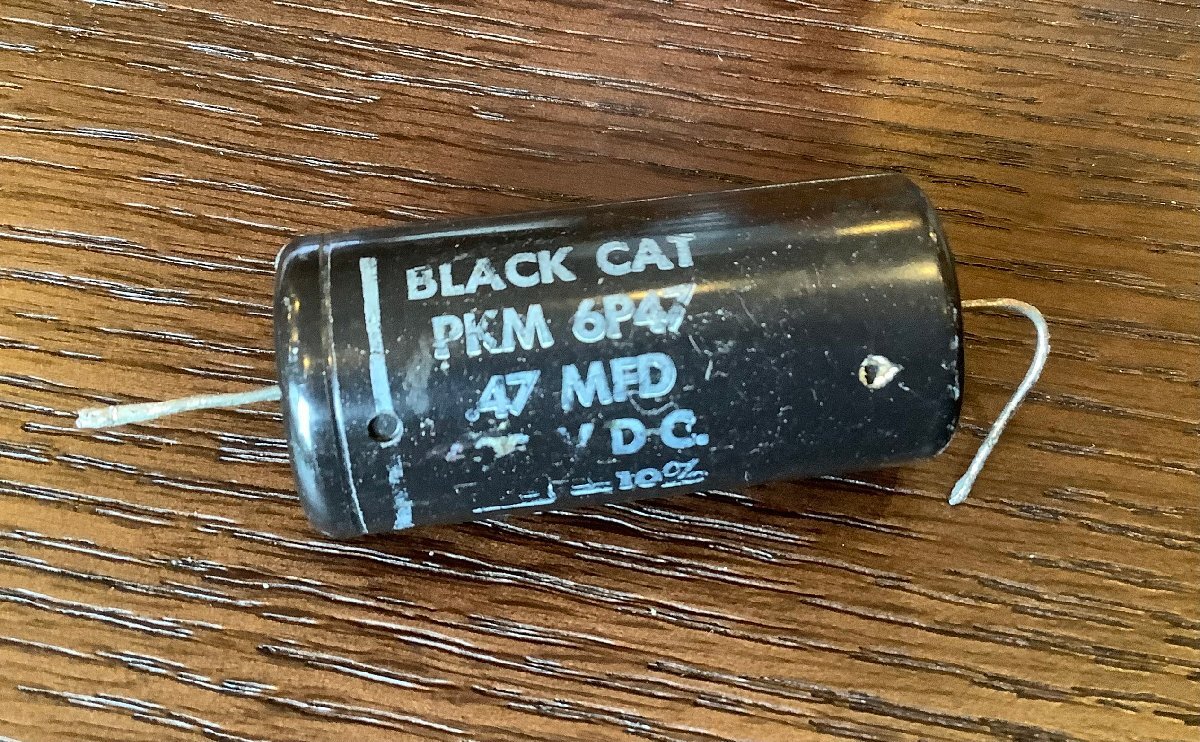 BLACK CAT
PKM 6P47
.47 MFD
V D-C.
10%